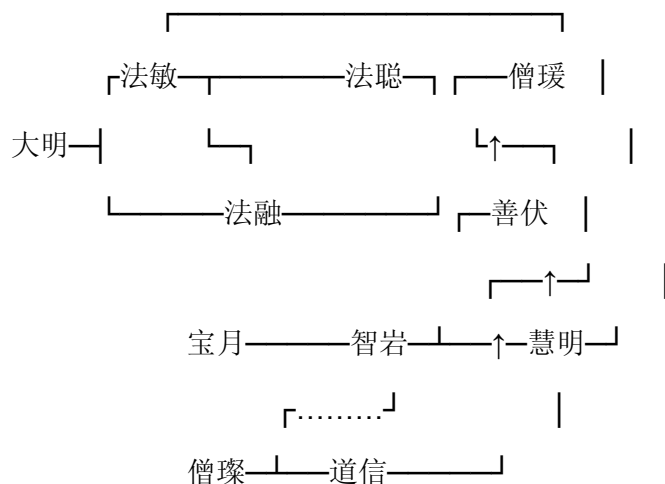 法敏 法聪 僧瑗
大明
法融 善伏
宝月 智岩 慧明
僧璨 道信